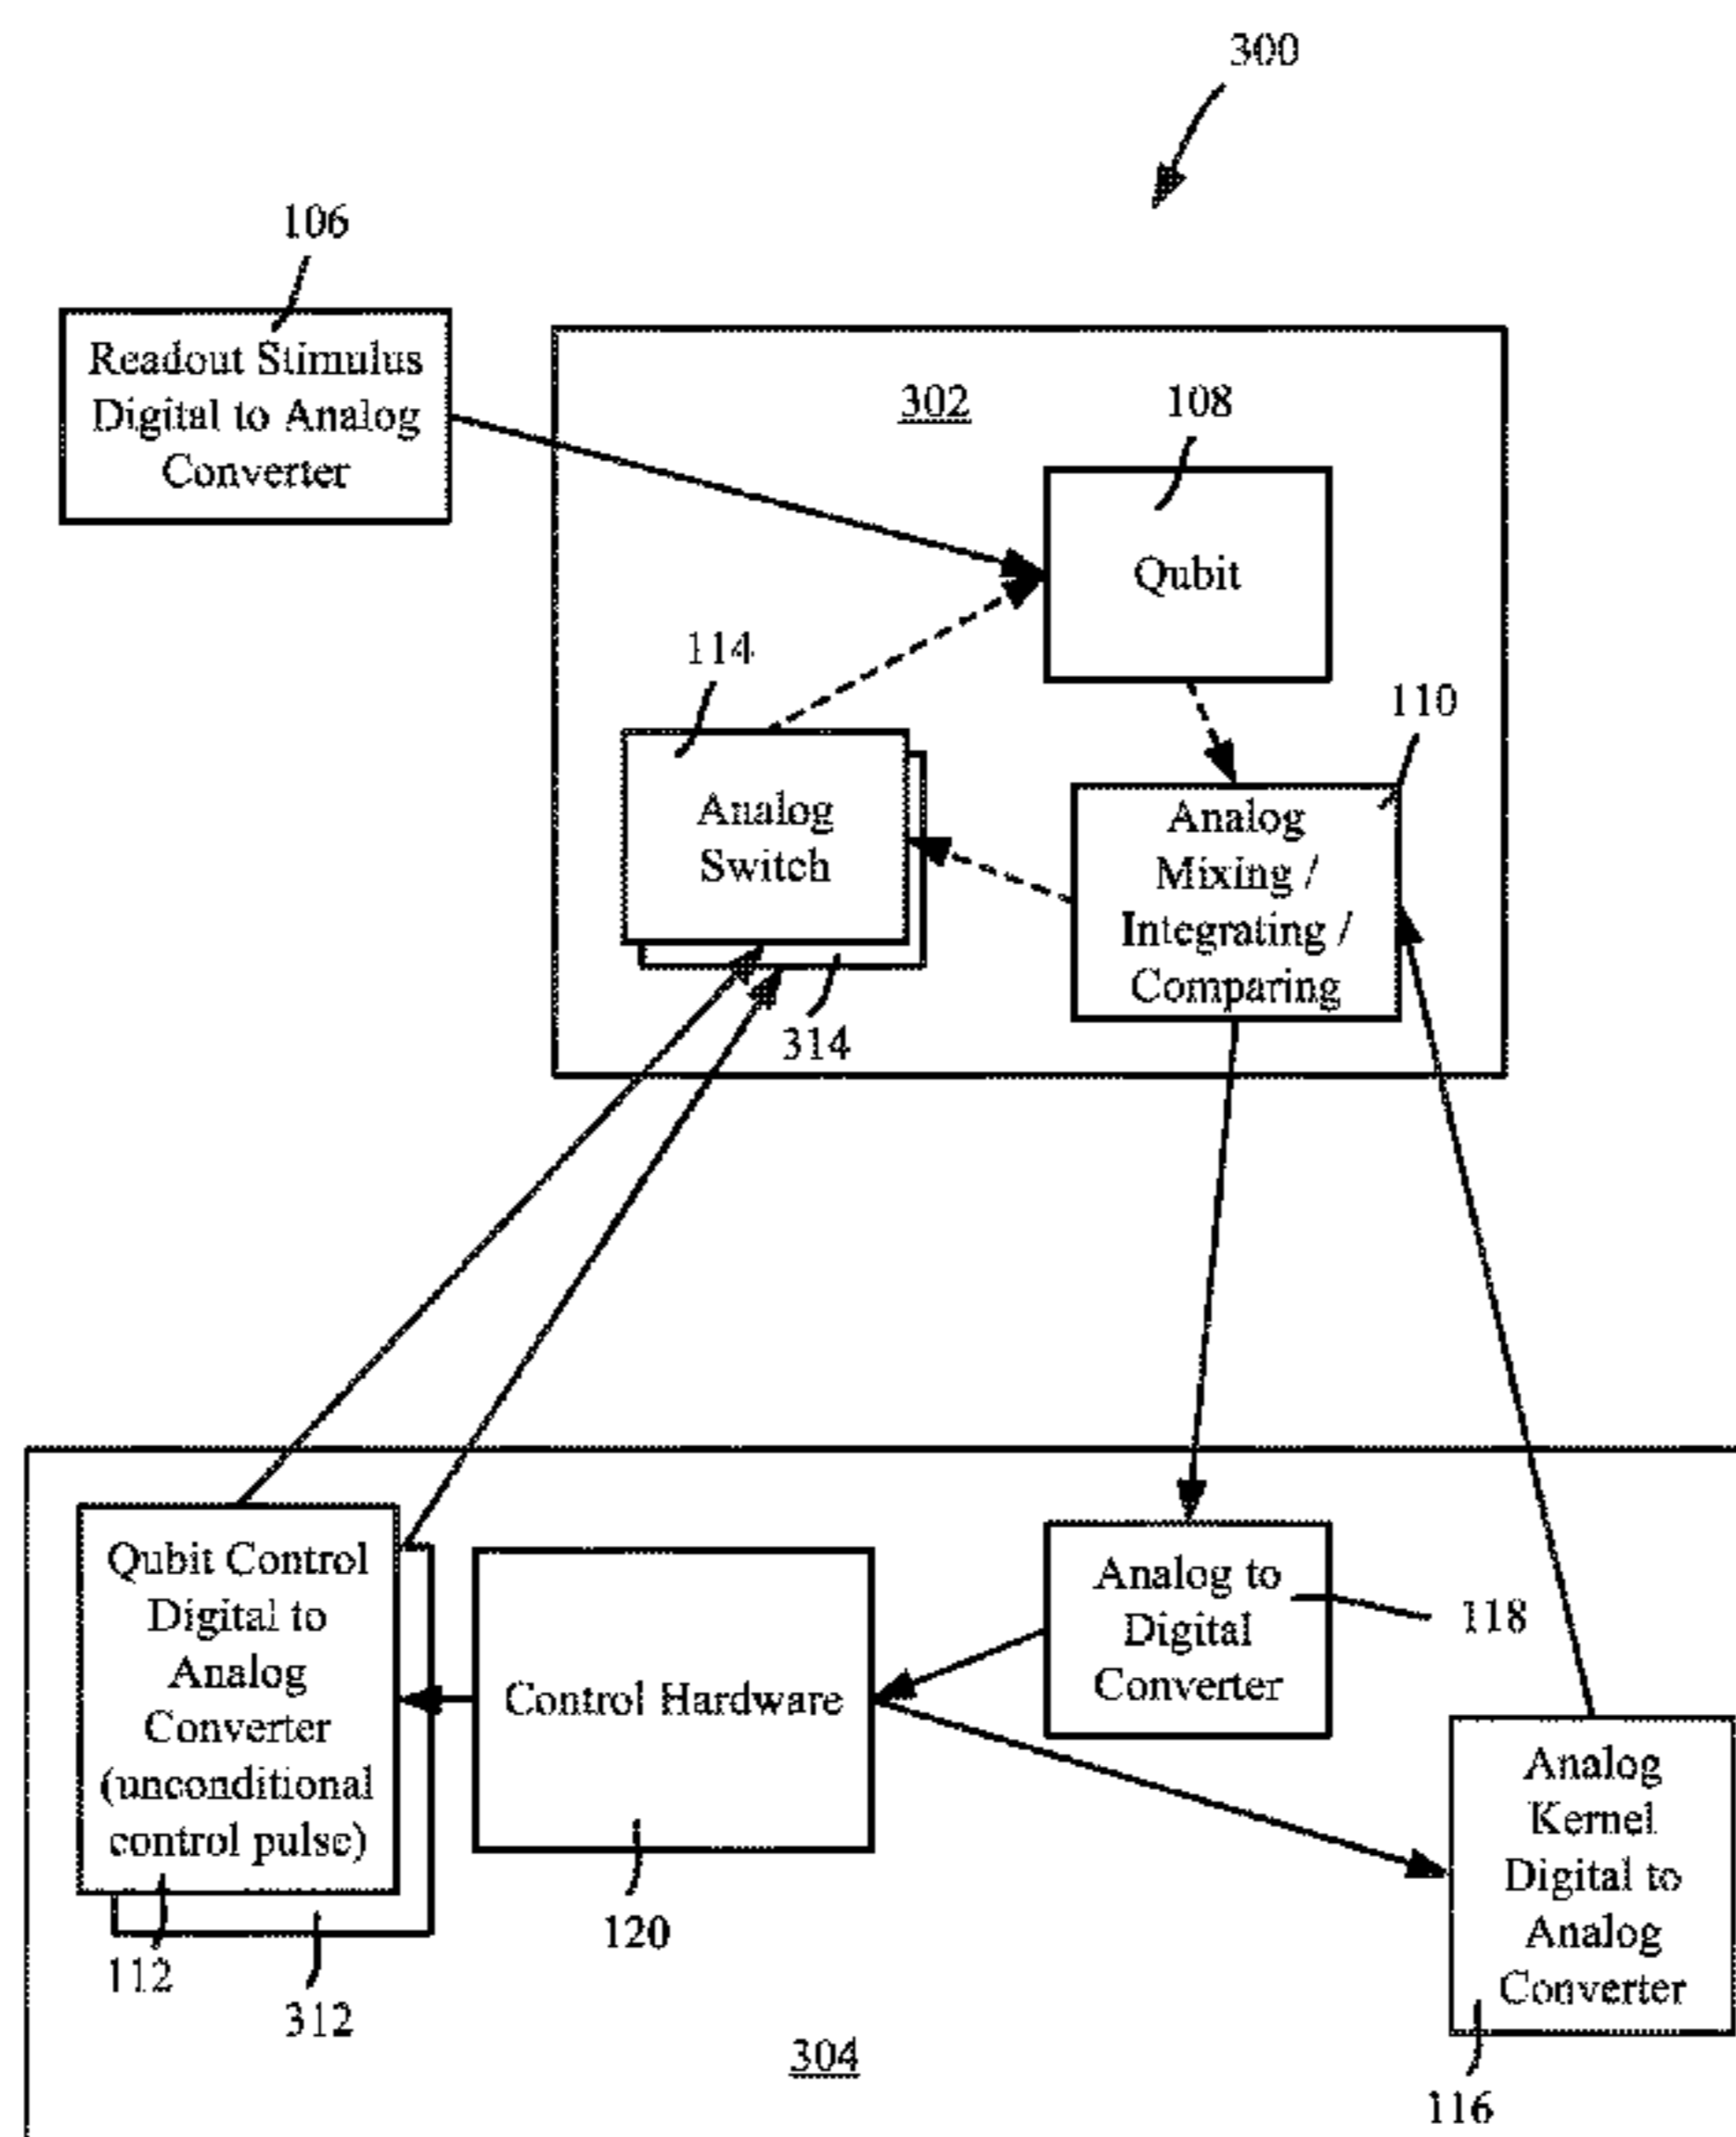 300
106
Readout Stimulus
Digital to Analog
Converter
302
108
Qubit
114
110
Analog
Switch
Analog
Mixing /
Integrating /
Comparing
314
Qubit Control
Digital to
Analog
Converter
(unconditional
control pulse)
Control Hardware
Analog to
Digital
Converter
118
Analog
Kernel
Digital to
Analog
Converter
120
112
312
304
116